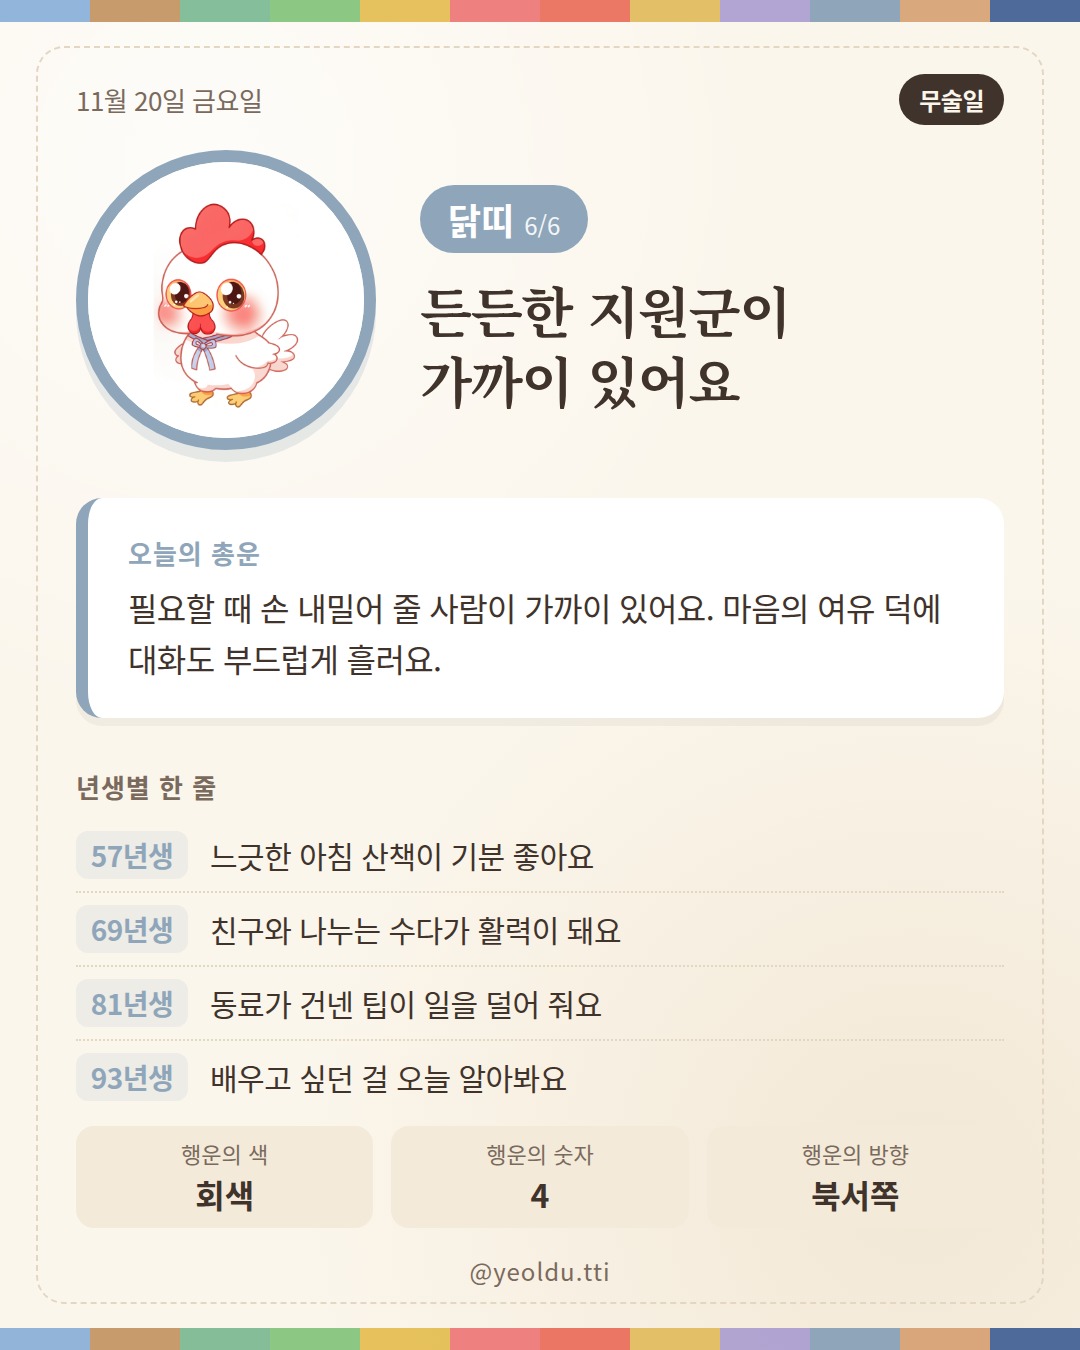 11월 20일 금요일
무술일
닭띠 6/6
든든한 지원군이
가까이 있어요
오늘의 총운
필요할 때 손 내밀어 줄 사람이 가까이 있어요. 마음의 여유 덕에
대화도 부드럽게 흘러요.
년생별 한 줄
57년생 느긋한 아침 산책이 기분 좋아요
69년생 친구와 나누는 수다가 활력이 돼요
81년생 동료가 건넨 팁이 일을 덜어 줘요
93년생 배우고 싶던 걸 오늘 알아봐요
행운의 색
회색
행운의 숫자
4
행운의 방향
북서쪽
@yeoldu.tti